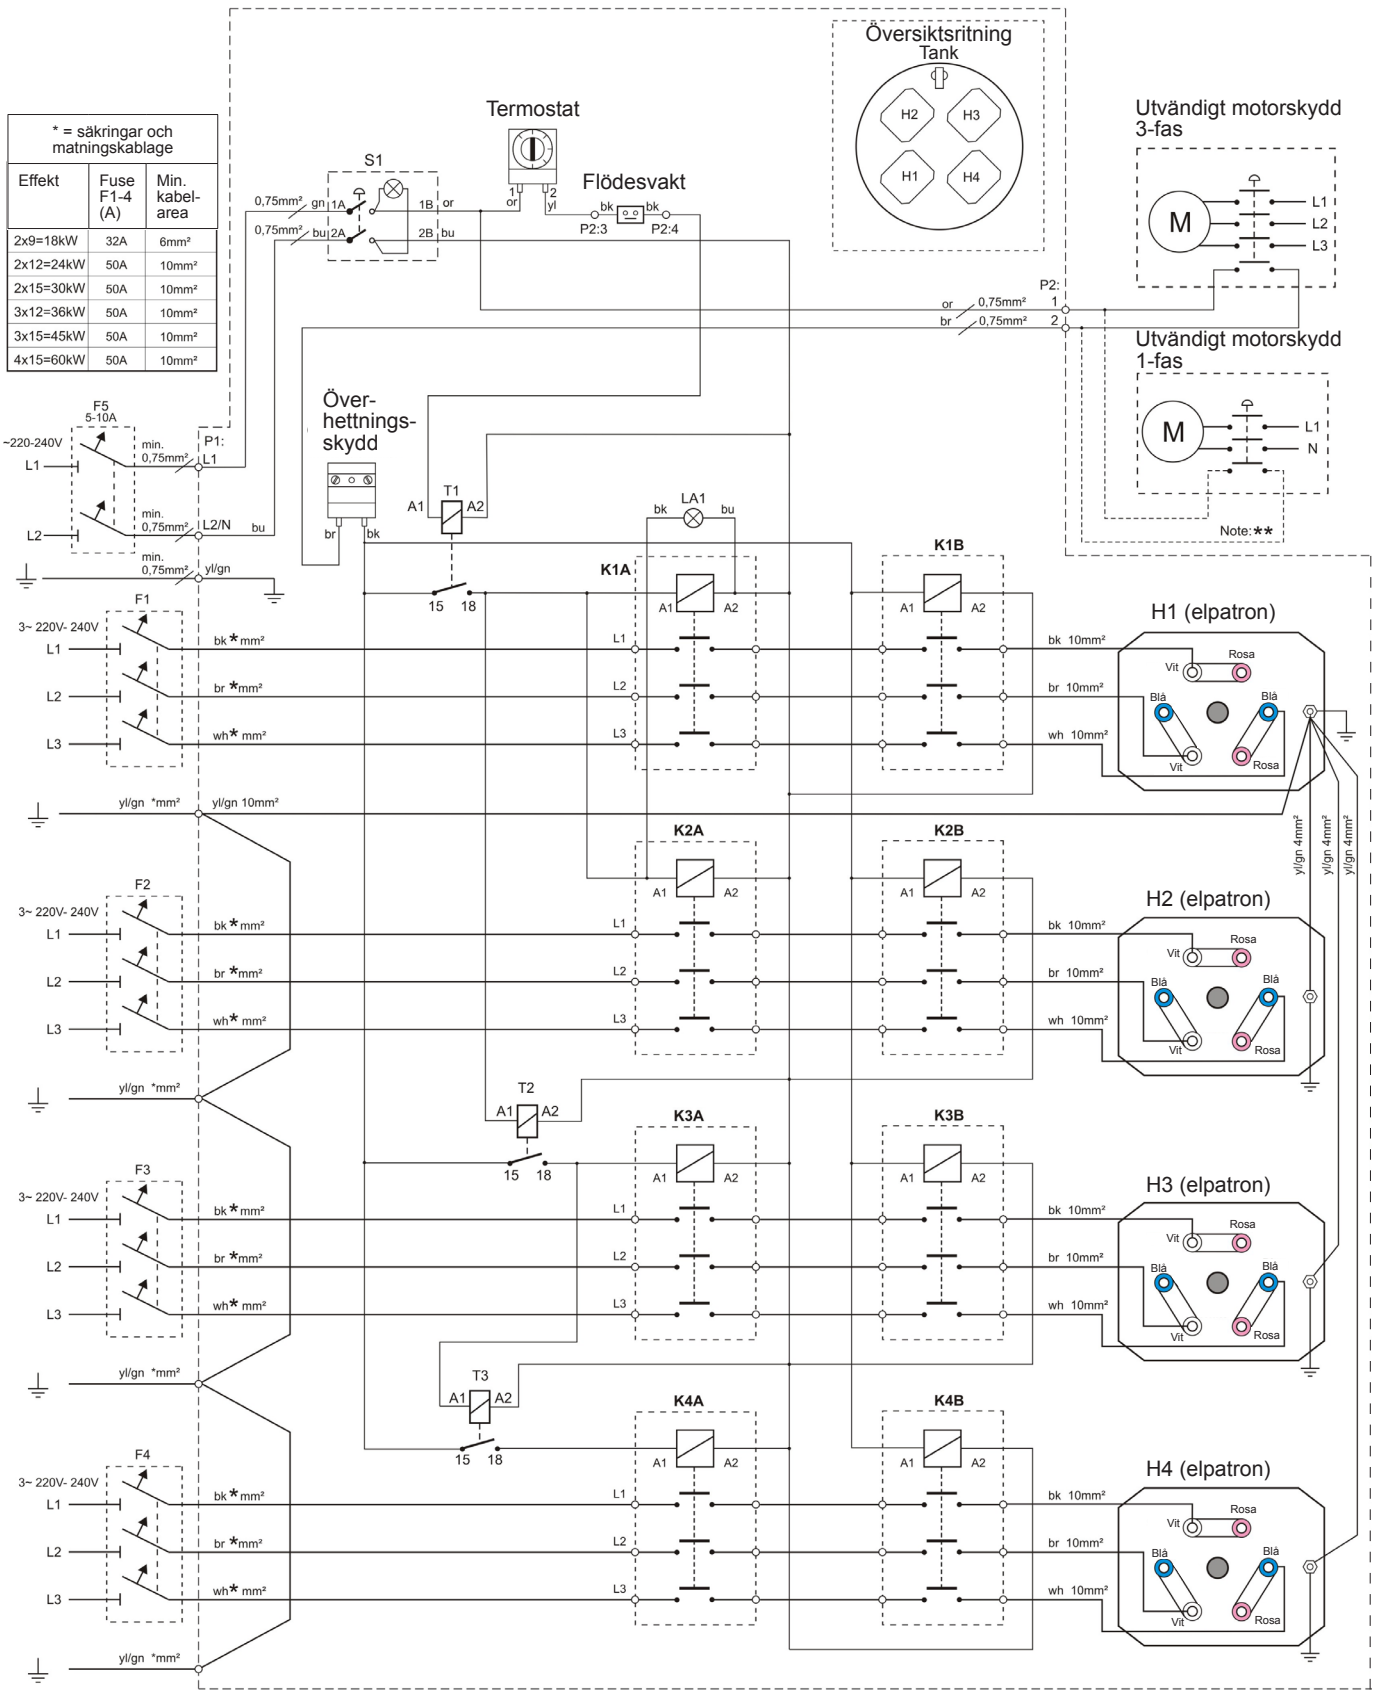 Översiktsritning
Tank
H2 H3
H1 H4
* = säkringar och
matningskablage
Effekt Fuse F1-4 (A) Min. kabel-area
2x9=18kW 32A 6mm²
2x12=24kW 50A 10mm²
2x15=30kW 50A 10mm²
3x12=36kW 50A 10mm²
3x15=45kW 50A 10mm²
4x15=60kW 50A 10mm²
Termostat
1 2
or yl
S1
0,75mm² gn 1A 1B or
0,75mm² bu 2A 2B bu
Flödesvakt
bk bk
P2:3 P2:4
Utvändigt motorskydd
3-fas
M
L1
L2
L3
P2:
or 0,75mm² 1
br 0,75mm² 2
Utvändigt motorskydd
1-fas
M
L1
N
Note:**
F5
5-10A
~220-240V
L1
min.
0,75mm²
P1:
L1
L2
min.
0,75mm²
L2/N bu
min.
0,75mm²
yl/gn
Över-
hettnings-
skydd
br bk
T1
A1 A2
15 18
LA1
bk bu
K1A
A1 A2
K1B
A1 A2
F1
3~ 220V- 240V
L1 bk * mm² L1 bk 10mm²
L2 br *mm² L2 br 10mm²
L3 wh* mm² L3 wh 10mm²
H1 (elpatron)
Vit Rosa
Blå Blå
Vit Rosa
yl/gn *mm² yl/gn 10mm²
yl/gn 4mm²
yl/gn 4mm²
yl/gn 4mm²
K2A
A1 A2
K2B
A1 A2
F2
3~ 220V- 240V
L1 bk * mm² L1 bk 10mm²
L2 br *mm² L2 br 10mm²
L3 wh* mm² L3 wh 10mm²
H2 (elpatron)
Vit Rosa
Blå Blå
Vit Rosa
yl/gn *mm²
T2
A1 A2
15 18
K3A
A1 A2
K3B
A1 A2
F3
3~ 220V- 240V
L1 bk * mm² L1 bk 10mm²
L2 br *mm² L2 br 10mm²
L3 wh* mm² L3 wh 10mm²
H3 (elpatron)
Vit Rosa
Blå Blå
Vit Rosa
yl/gn *mm²
T3
A1 A2
15 18
K4A
A1 A2
K4B
A1 A2
F4
3~ 220V- 240V
L1 bk * mm² L1 bk 10mm²
L2 br *mm² L2 br 10mm²
L3 wh* mm² L3 wh 10mm²
H4 (elpatron)
Vit Rosa
Blå Blå
Vit Rosa
yl/gn *mm²